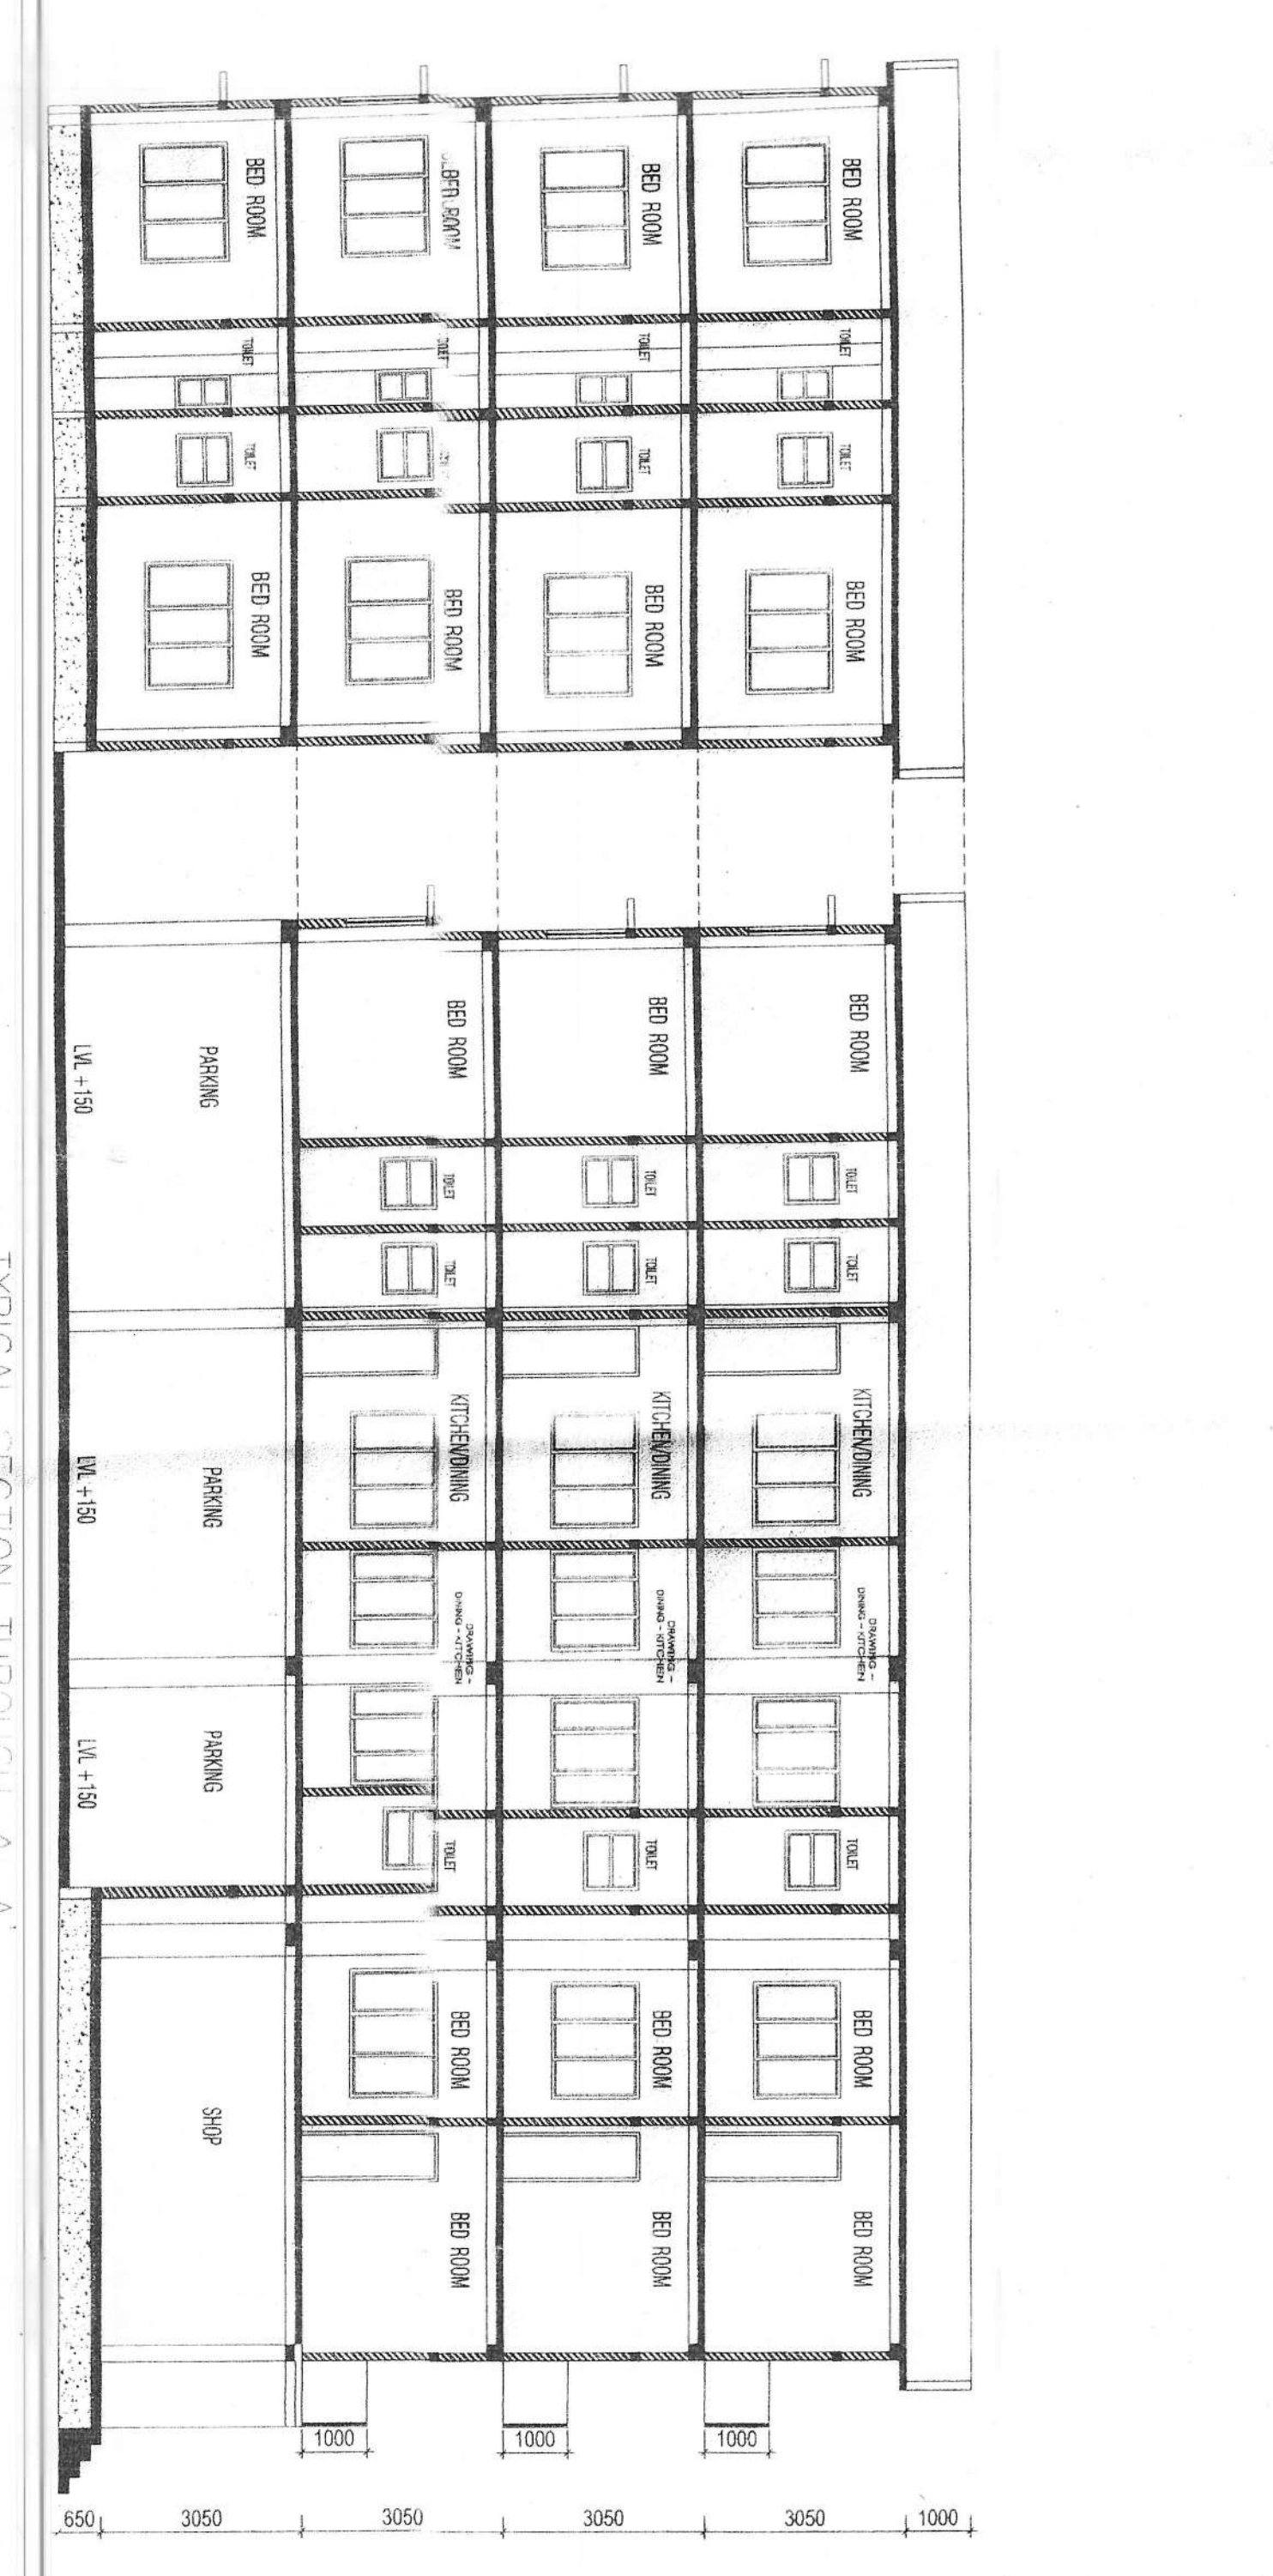 BED ROOM
TOILET
TOILET
BED ROOM
BED ROOM
TOILET
TOILET
KITCHEN/DINING
DRAWING -
DINING - KITCHEN
TOILET
BED ROOM
BED ROOM
BED ROOM
TOILET
TOILET
BED ROOM
BED ROOM
TOILET
TOILET
KITCHEN/DINING
DRAWING -
DINING - KITCHEN
TOILET
BED ROOM
BED ROOM
BED ROOM
TOILET
BED ROOM
BED ROOM
TOILET
TOILET
KITCHEN/DINING
DRAWING -
DINING - KITCHEN
TOILET
BED ROOM
BED ROOM
BED ROOM
TOILET
TOILET
BED ROOM
PARKING
PARKING
PARKING
SHOP
LVL +150
LVL +150
LVL +150
1000
1000
1000
650
3050
3050
3050
3050
1000
TYPICAL SECTION THROUGH A - A'